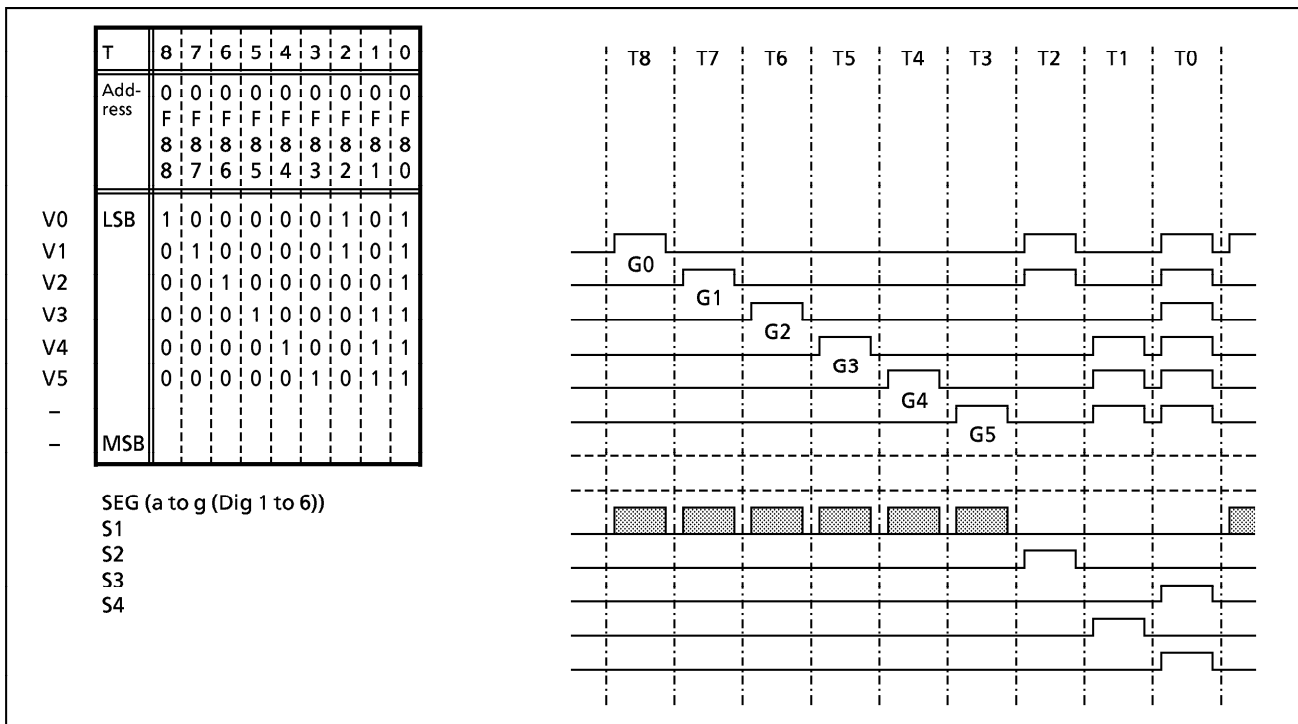 T 8 7 6 5 4 3 2 1 0
Add- 0 0 0 0 0 0 0 0 0
ress F F F F F F F F F
8 8 8 8 8 8 8 8 8
8 7 6 5 4 3 2 1 0
V0 LSB 1 0 0 0 0 0 1 0 1
V1 0 1 0 0 0 0 1 0 1
V2 0 0 1 0 0 0 0 0 1
V3 0 0 0 1 0 0 0 1 1
V4 0 0 0 0 1 0 0 1 1
V5 0 0 0 0 0 1 0 1 1
–
– MSB
SEG (a to g (Dig 1 to 6))
S1
S2
S3
S4
T8 T7 T6 T5 T4 T3 T2 T1 T0
G0
G1
G2
G3
G4
G5